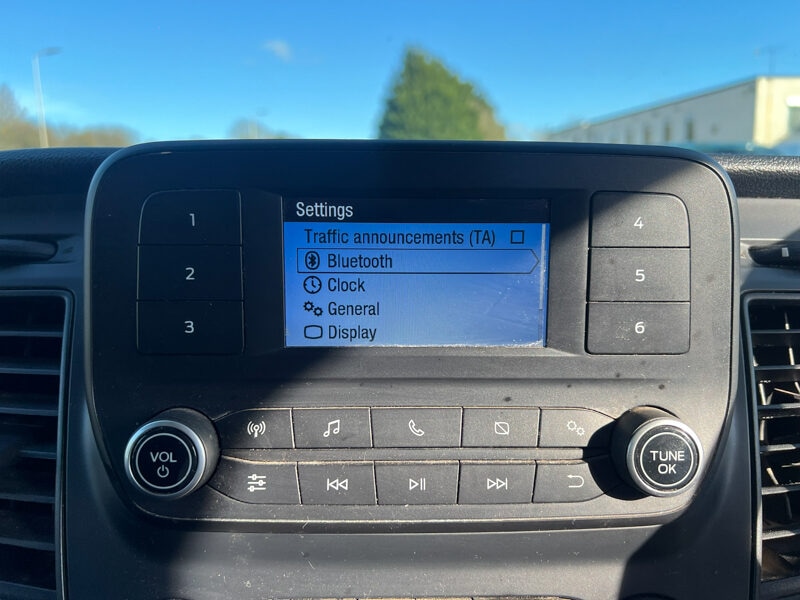 Settings
Traffic announcements (TA)
Bluetooth
Clock
General
Display
1
2
3
4
5
6
VOL
TUNE
OK